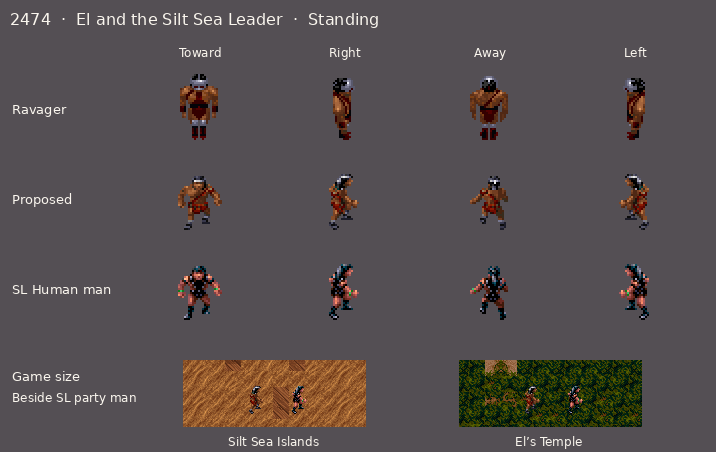 2474 · El and the Silt Sea Leader · Standing
Toward Right Away Left
Ravager
Proposed
SL Human man
Game size
Beside SL party man
Silt Sea Islands El’s Temple